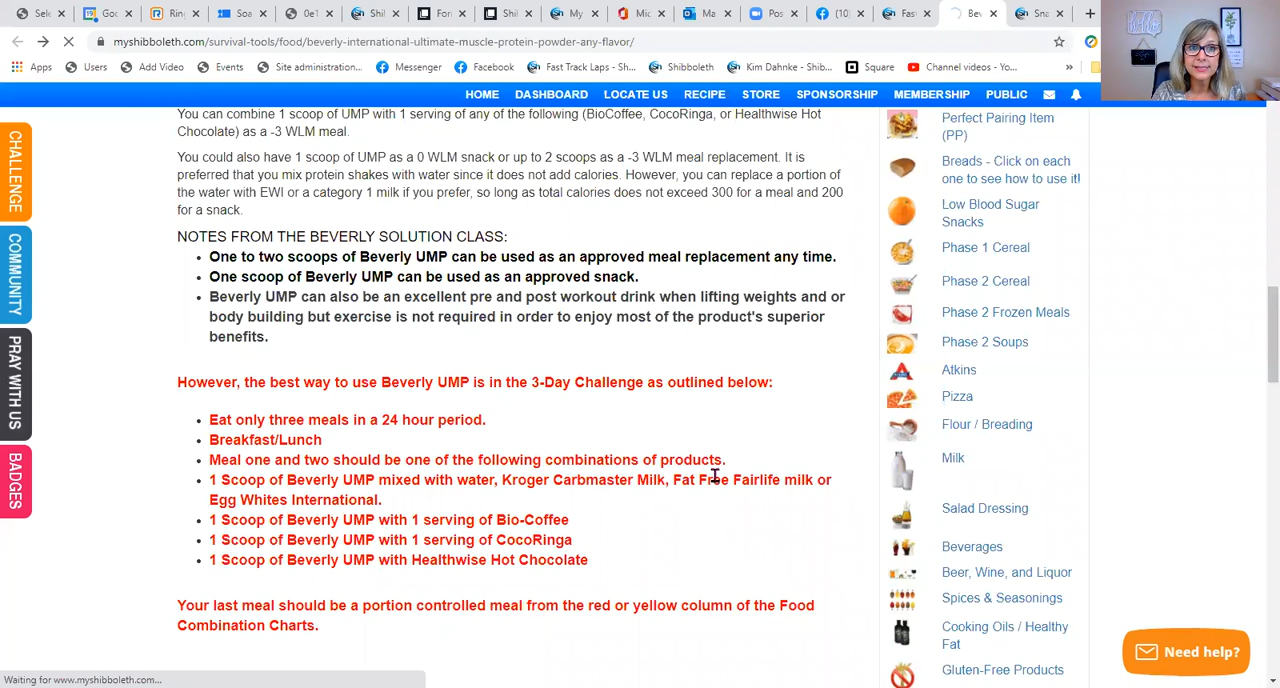 Sele
Goo
Ring
Soa
0e1
Shi
For
Shi
My
Mic
Ma
Pos
(10)
Fas
Bev
Sna
myshibboleth.com/survival-tools/food/beverly-international-ultimate-muscle-protein-powder-any-flavor/
Apps Users Add Video Events Site administration... Messenger Faceb Fast Track Laps - Sh... Shibboleth Kim Dahnke - Shib... Square Channel videos - Yo... »
hello
HOME DASHBOARD LOCATE US RECIPE STORE SPONSORSHIP MEMBERSHIP PUBLIC
CHALLENGE
COMMUNITY
PRAY WITH US
BADGES
You can combine 1 scoop of UMP with 1 serving of any of the following (BioCoffee, CocoRinga, or Healthwise Hot
Chocolate) as a -3 WLM meal.
You could also have 1 scoop of UMP as a 0 WLM snack or up to 2 scoops as a -3 WLM meal replacement. It is
preferred that you mix protein shakes with water since it does not add calories. However, you can replace a portion of
the water with EWI or a category 1 milk if you prefer, so long as total calories does not exceed 300 for a meal and 200
for a snack.
NOTES FROM THE BEVERLY SOLUTION CLASS:
• One to two scoops of Beverly UMP can be used as an approved meal replacement any time.
• One scoop of Beverly UMP can be used as an approved snack.
• Beverly UMP can also be an excellent pre and post workout drink when lifting weights and or
body building but exercise is not required in order to enjoy most of the product's superior
benefits.
However, the best way to use Beverly UMP is in the 3-Day Challenge as outlined below:
• Eat only three meals in a 24 hour period.
• Breakfast/Lunch
• Meal one and two should be one of the following combinations of products.
• 1 Scoop of Beverly UMP mixed with water, Kroger Carbmaster Milk, Fat Free Fairlife milk or
Egg Whites International.
• 1 Scoop of Beverly UMP with 1 serving of Bio-Coffee
• 1 Scoop of Beverly UMP with 1 serving of CocoRinga
• 1 Scoop of Beverly UMP with Healthwise Hot Chocolate
Your last meal should be a portion controlled meal from the red or yellow column of the Food
Combination Charts.
Perfect Pairing Item
(PP)
Breads - Click on each
one to see how to use it!
Low Blood Sugar
Snacks
Phase 1 Cereal
Phase 2 Cereal
Phase 2 Frozen Meals
Phase 2 Soups
Atkins
Pizza
Flour / Breading
Milk
Salad Dressing
Beverages
Beer, Wine, and Liquor
Spices & Seasonings
Cooking Oils / Healthy
Fat
Gluten-Free Products
Need help?
Waiting for www.myshibboleth.com...